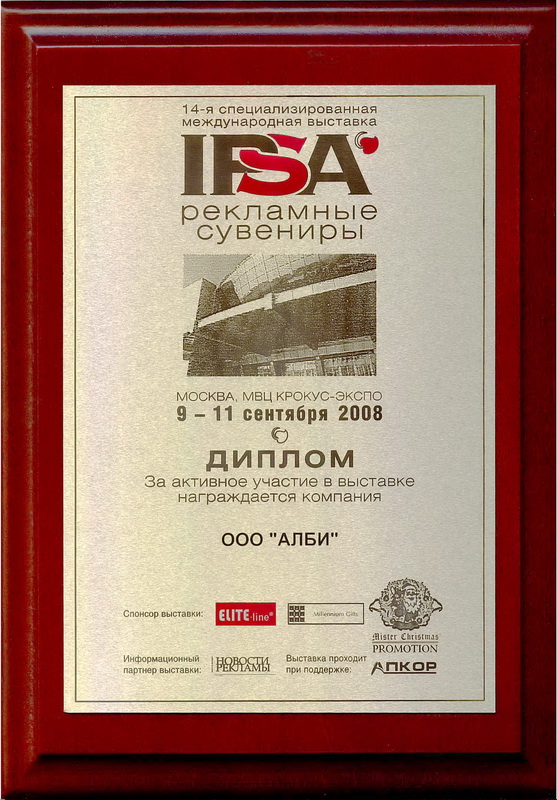 14-я специализированная
международная выставка
IPSA
рекламные
сувениры
МОСКВА, МВЦ КРОКУС-ЭКСПО
9 – 11 сентября 2008
ДИПЛОМ
За активное участие в выставке
награждается компания
ООО "АЛБИ"
Спонсор выставки: ELITE-line® Millennium Gifts
Mister Christmas
PROMOTION
Информационный
партнер выставки:
НОВОСТИ
РЕКЛАМЫ
Выставка проходит
при поддержке:
АПКОР